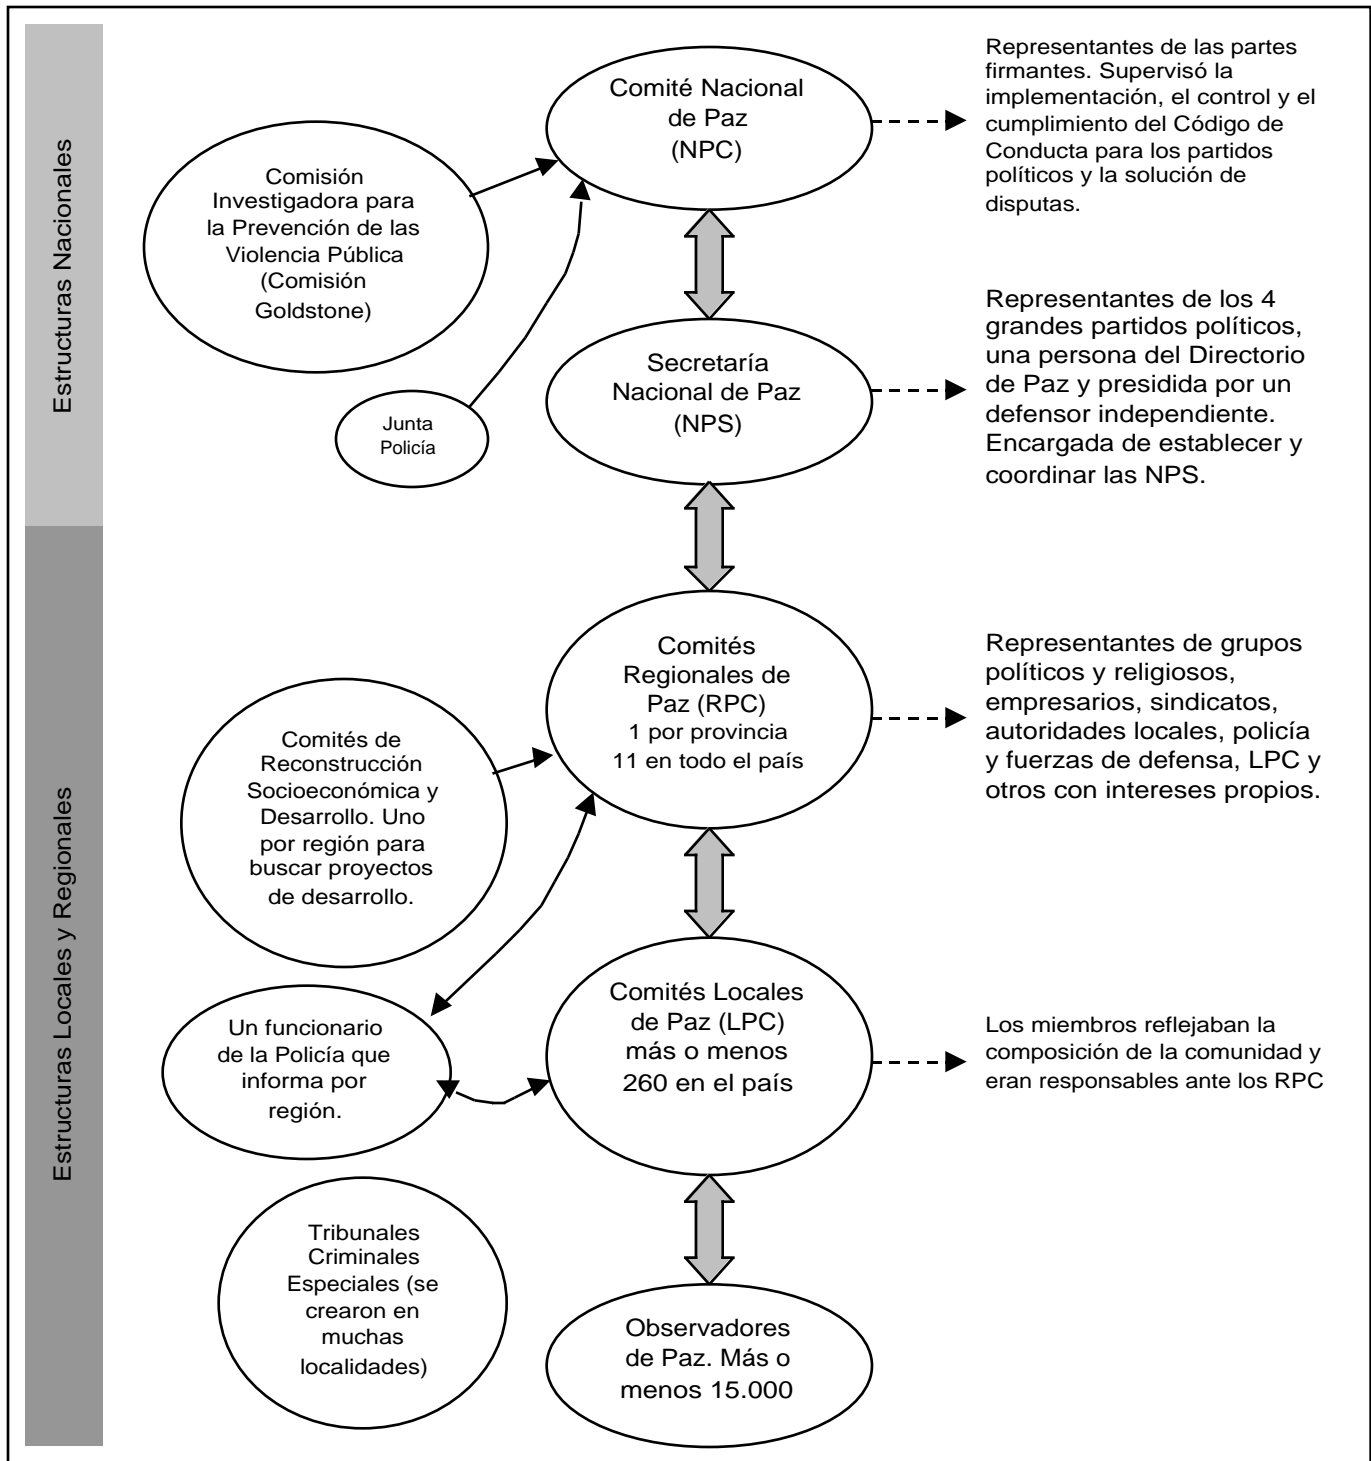 Estructuras Nacionales
Comité Nacional
de Paz
(NPC)
Representantes de las partes
firmantes. Supervisó la
implementación, el control y el
cumplimiento del Código de
Conducta para los partidos
políticos y la solución de
disputas.
Comisión
Investigadora para
la Prevención de las
Violencia Pública
(Comisión
Goldstone)
Junta
Policía
Secretaría
Nacional de Paz
(NPS)
Representantes de los 4
grandes partidos políticos,
una persona del Directorio
de Paz y presidida por un
defensor independiente.
Encargada de establecer y
coordinar las NPS.
Estructuras Locales y Regionales
Comités
Regionales de
Paz (RPC)
1 por provincia
11 en todo el país
Representantes de grupos
políticos y religiosos,
empresarios, sindicatos,
autoridades locales, policía
y fuerzas de defensa, LPC y
otros con intereses propios.
Comités de
Reconstrucción
Socioeconómica y
Desarrollo. Uno
por región para
buscar proyectos
de desarrollo.
Un funcionario
de la Policía que
informa por
región.
Comités Locales
de Paz (LPC)
más o menos
260 en el país
Los miembros reflejaban la
composición de la comunidad y
eran responsables ante los RPC
Tribunales
Criminales
Especiales (se
crearon en
muchas
localidades)
Observadores
de Paz. Más o
menos 15.000